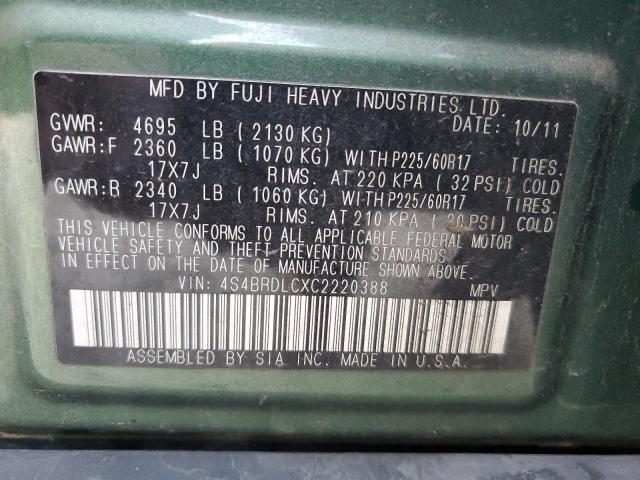 MFD BY FUJI HEAVY INDUSTRIES LTD.
GVWR: 4695 LB ( 2130 KG) DATE: 10/11
GAWR:F 2360 LB ( 1070 KG) WITH P225/60R17 TIRES.
17X7J RIMS. AT 220 KPA ( 32 PSI) COLD
GAWR:R 2340 LB ( 1060 KG) WITH P225/60R17 TIRES.
17X7J RIMS. AT 210 KPA ( 30 PSI) COLD
THIS VEHICLE CONFORMS TO ALL APPLICABLE FEDERAL MOTOR
VEHICLE SAFETY AND THEFT PREVENTION STANDARDS
IN EFFECT ON THE DATE OF MANUFACTURE SHOWN ABOVE.
VIN: 4S4BRDLCXC2220388 MPV
ASSEMBLED BY SIA INC. MADE IN U.S.A.